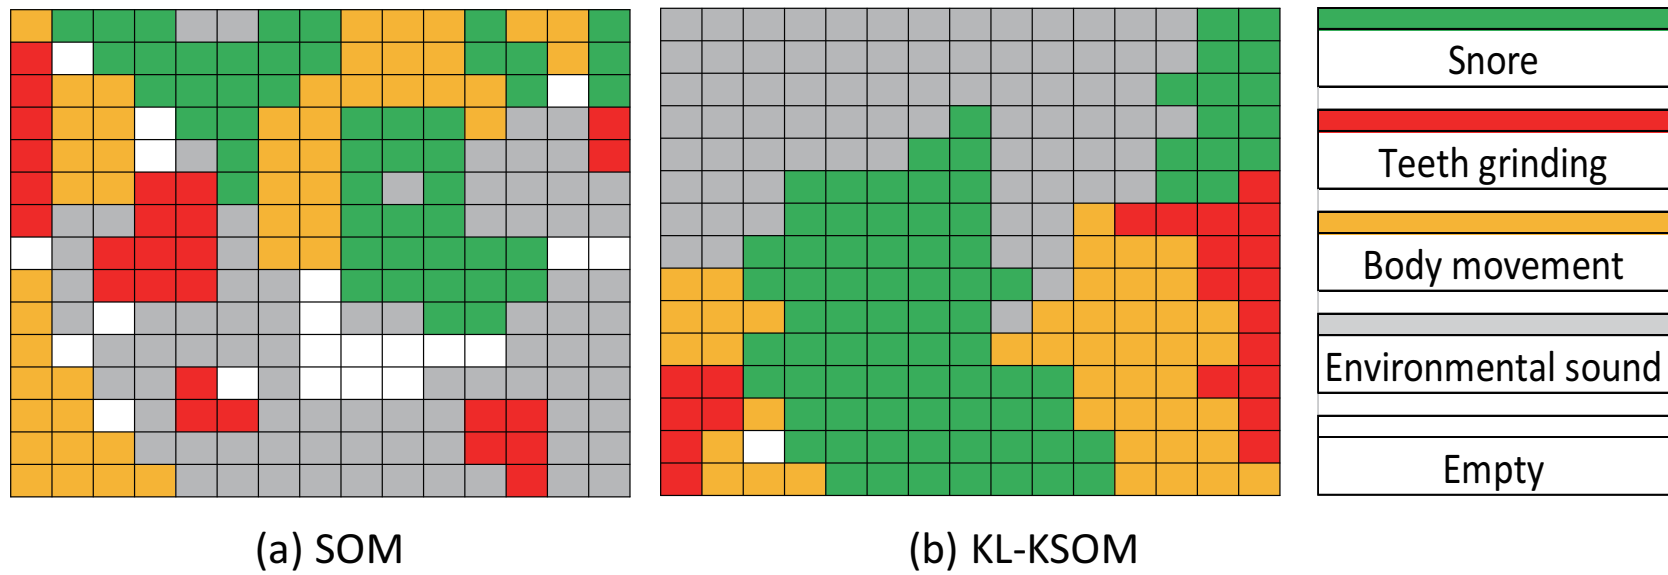 Snore
Teeth grinding
Body movement
Environmental sound
Empty
(a) SOM
(b) KL-KSOM